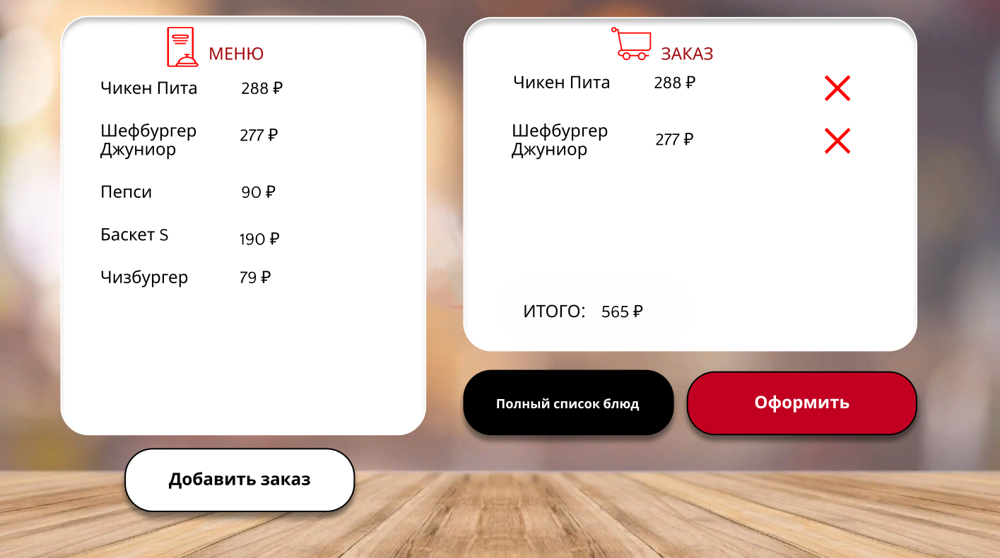 МЕНЮ
Чикен Пита 288 ₽
Шефбургер
Джуниор 277 ₽
Пепси 90 ₽
Баскет S 190 ₽
Чизбургер 79 ₽
Добавить заказ
ЗАКАЗ
Чикен Пита 288 ₽
Шефбургер
Джуниор 277 ₽
ИТОГО: 565 ₽
Полный список блюд
Оформить